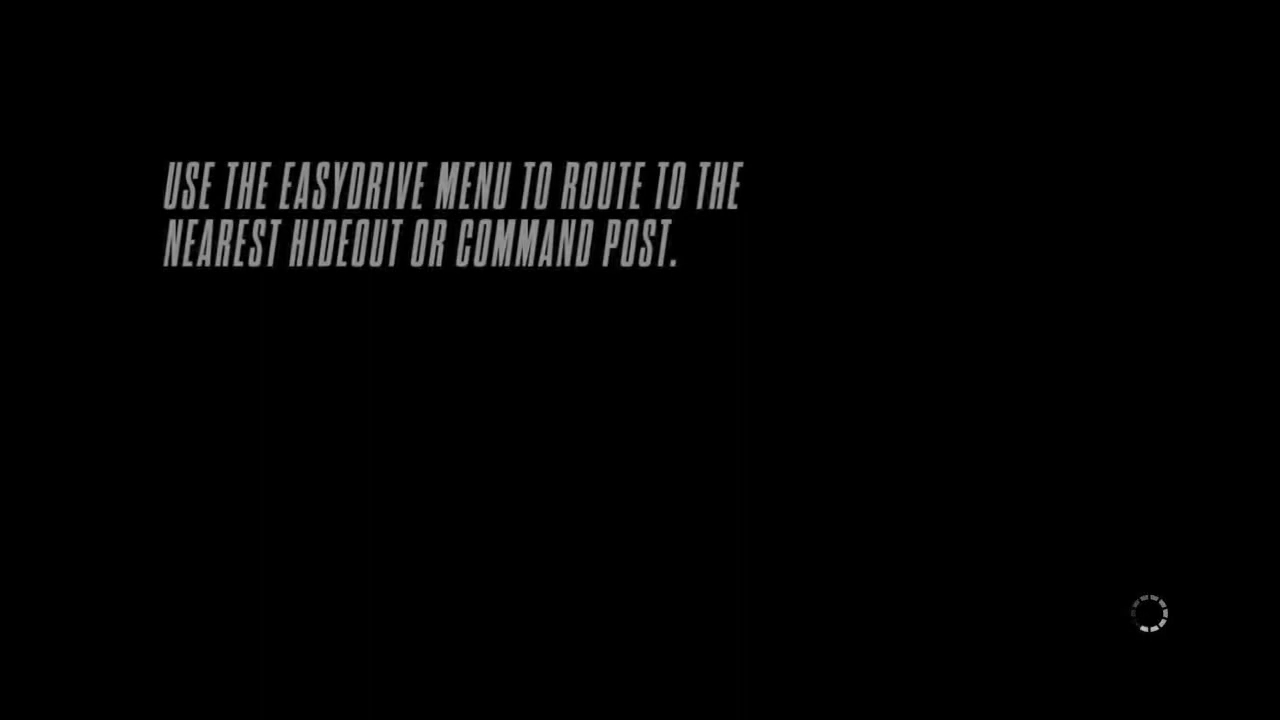 USE THE EASYDRIVE MENU TO ROUTE TO THE
NEAREST HIDEOUT OR COMMAND POST.